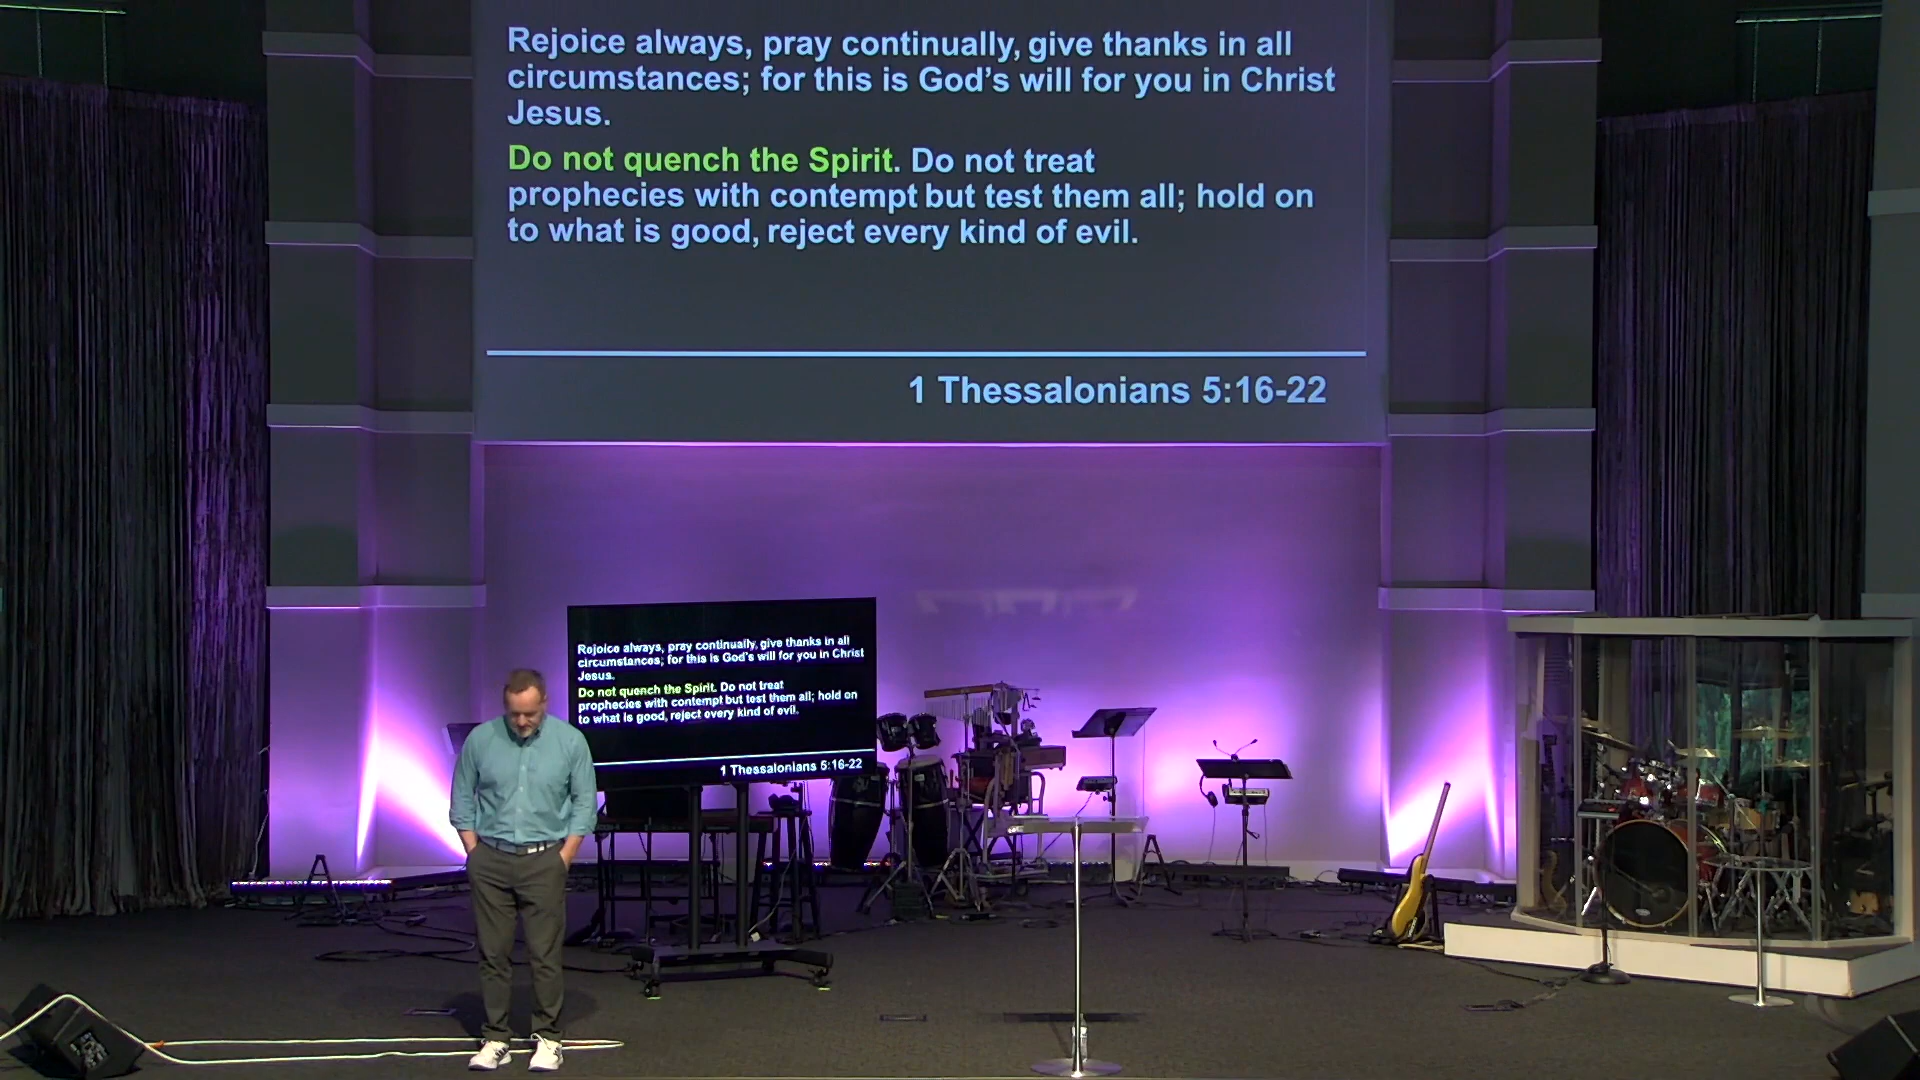 Rejoice always, pray continually, give thanks in all
circumstances; for this is God's will for you in Christ
Jesus.
Do not quench the Spirit. Do not treat
prophecies with contempt but test them all; hold on
to what is good, reject every kind of evil.
1 Thessalonians 5:16-22
Rejoice always, pray continually, give thanks in all
circumstances; for this is God's will for you in Christ
Jesus.
Do not quench the Spirit. Do not treat
prophecies with contempt but test them all; hold on
to what is good, reject every kind of evil.
1 Thessalonians 5:16-22